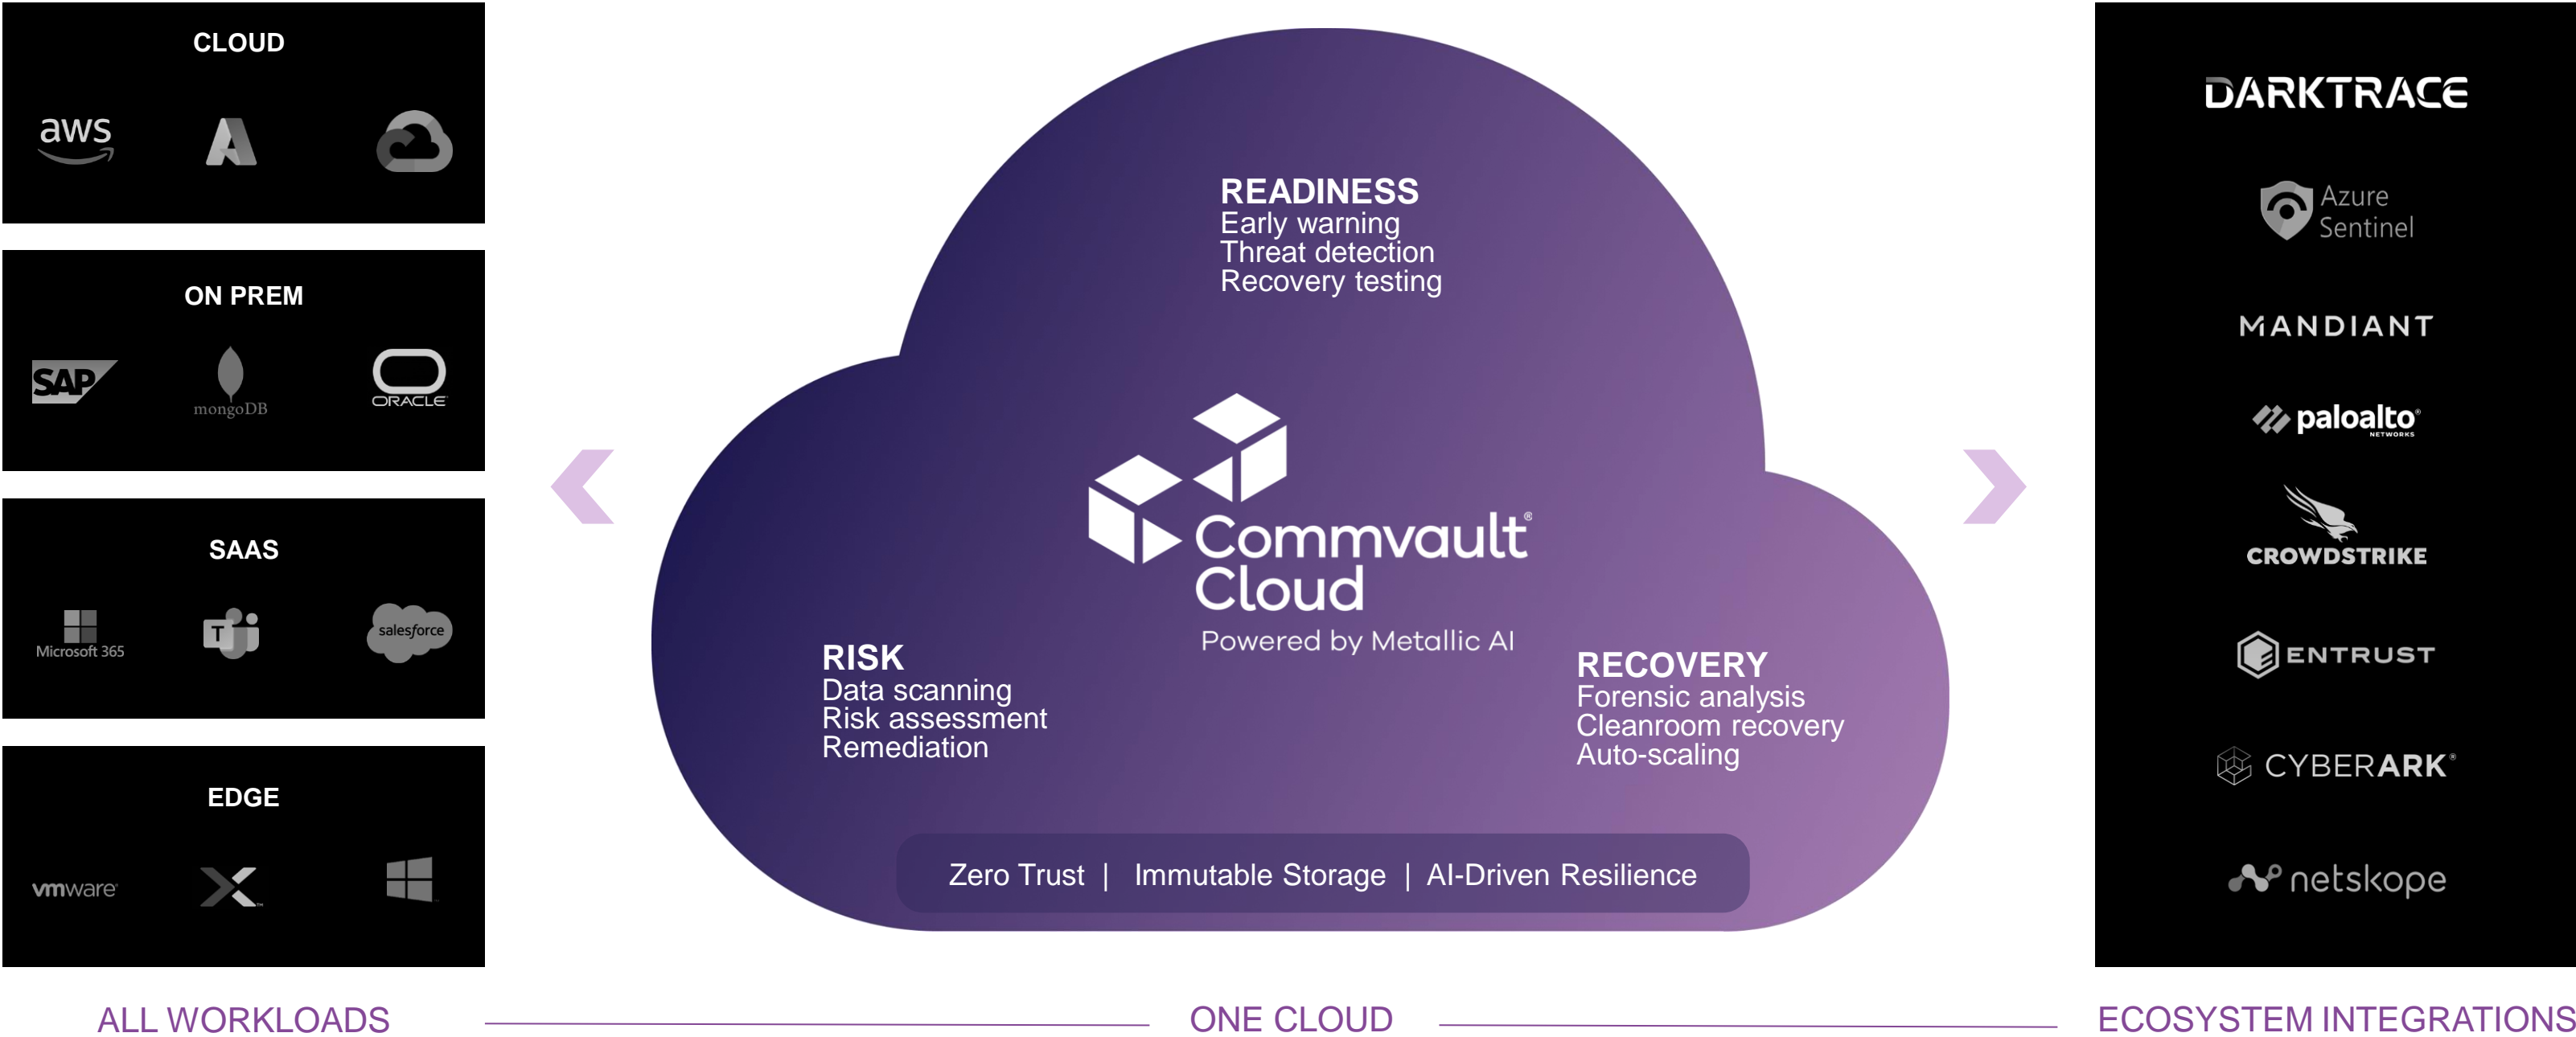 CLOUD
aws
ON PREM
SAP
mongoDB
ORACLE
SAAS
Microsoft 365
T
salesforce
EDGE
vmware
READINESS
Early warning
Threat detection
Recovery testing
Commvault®
Cloud
Powered by Metallic AI
RISK
Data scanning
Risk assessment
Remediation
RECOVERY
Forensic analysis
Cleanroom recovery
Auto-scaling
Zero Trust | Immutable Storage | AI-Driven Resilience
DARKTRACE
Azure
Sentinel
MANDIANT
paloalto®
NETWORKS
CROWDSTRIKE
ENTRUST
CYBERARK®
netskope
ALL WORKLOADS
ONE CLOUD
ECOSYSTEM INTEGRATIONS